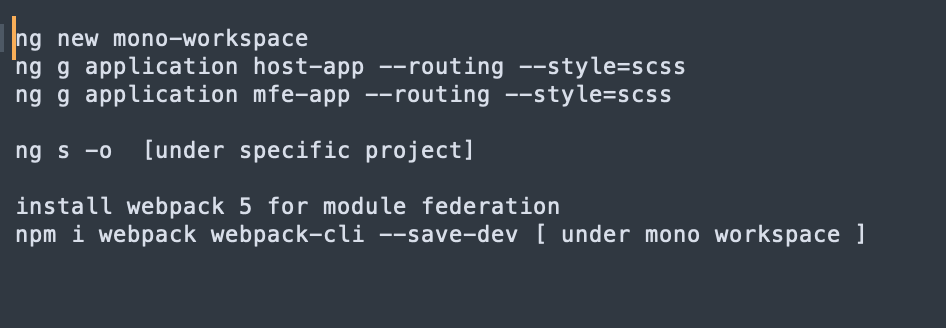 ng new mono-workspace
ng g application host-app --routing --style=scss
ng g application mfe-app --routing --style=scss
ng s -o  [under specific project]
install webpack 5 for module federation
npm i webpack webpack-cli --save-dev [ under mono workspace ]